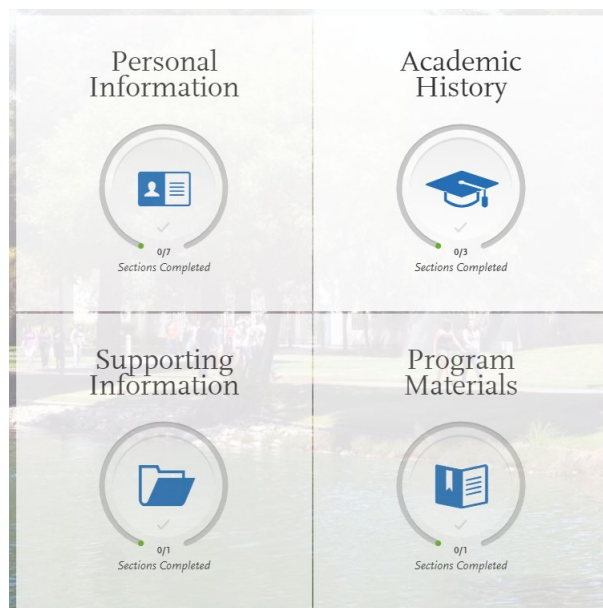 Personal
Information
0/7
Sections Completed
Academic
History
0/3
Sections Completed
Supporting
Information
0/1
Sections Completed
Program
Materials
0/1
Sections Completed